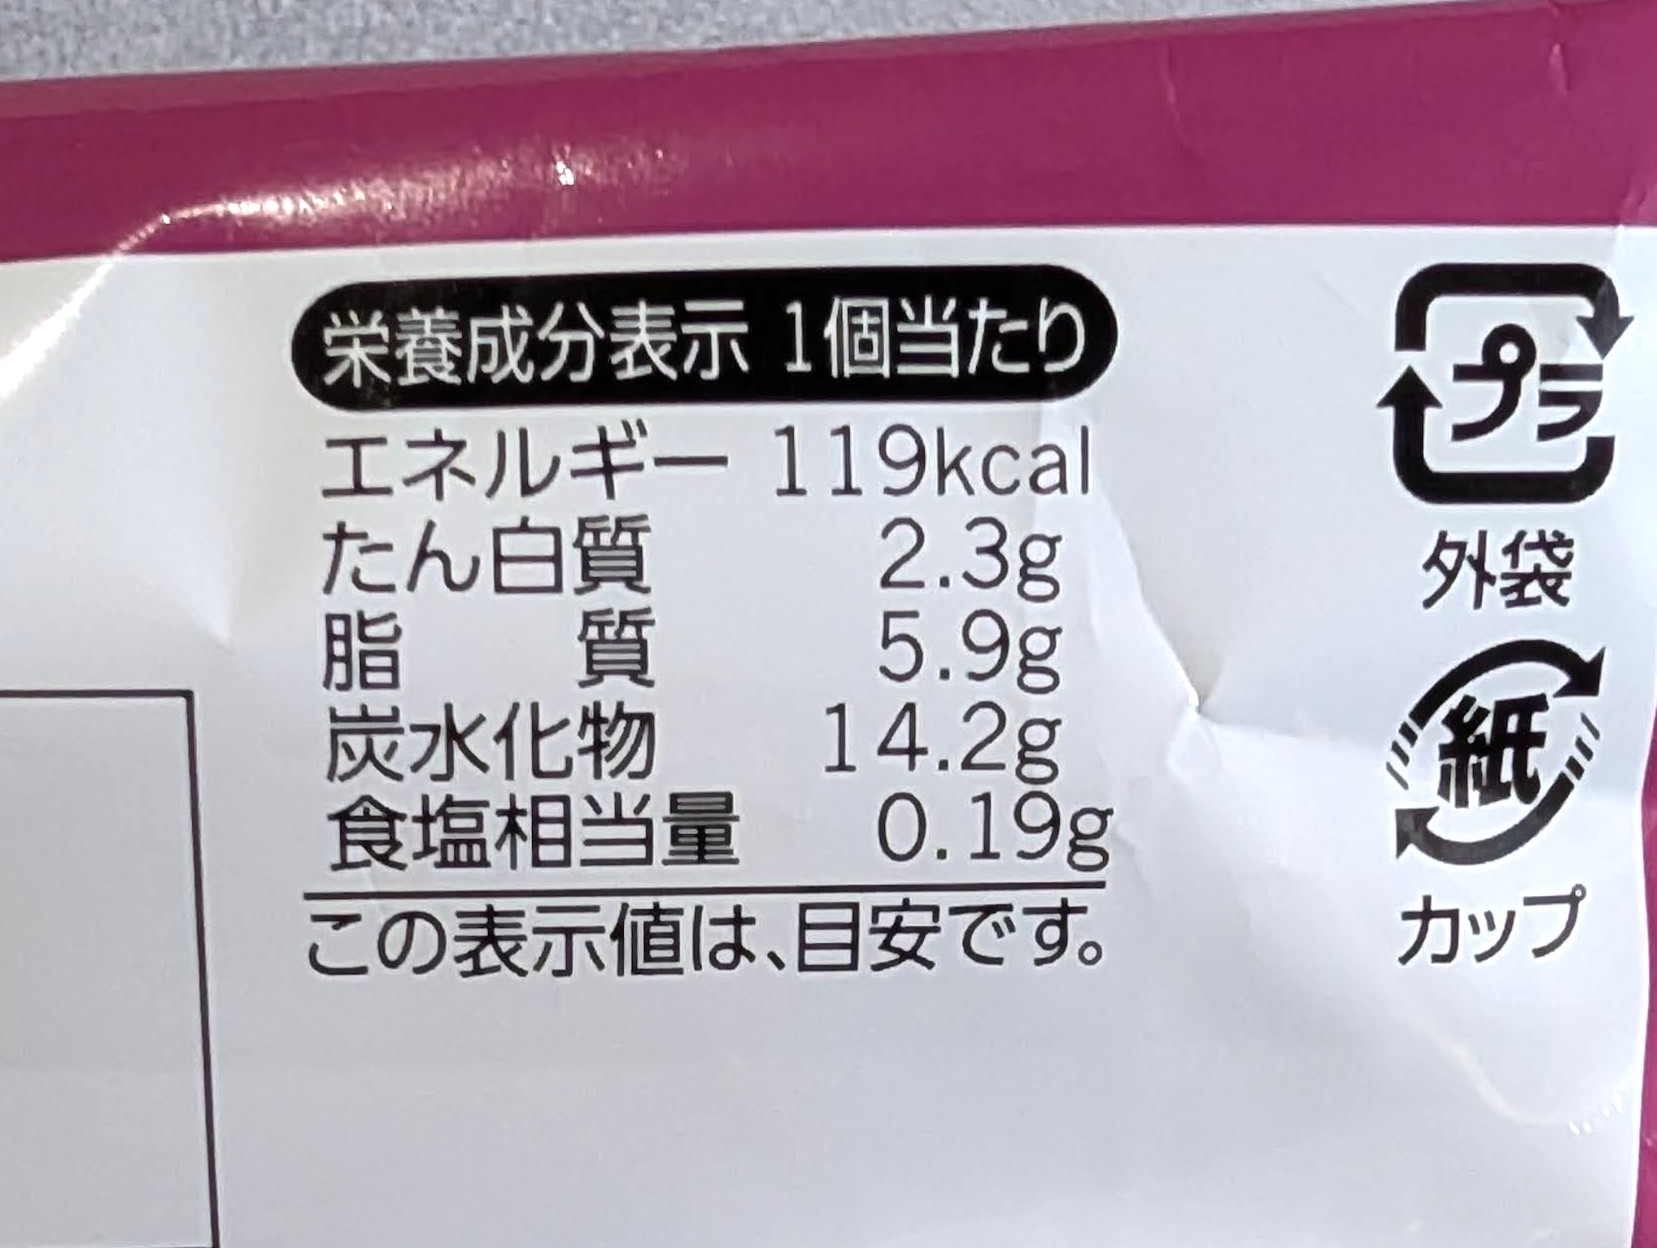 栄養成分表示 1個当たり
エネルギー 119kcal
たん白質 2.3g
脂質 5.9g
炭水化物 14.2g
食塩相当量 0.19g
この表示値は、目安です。
プラ
外袋
紙
カップ